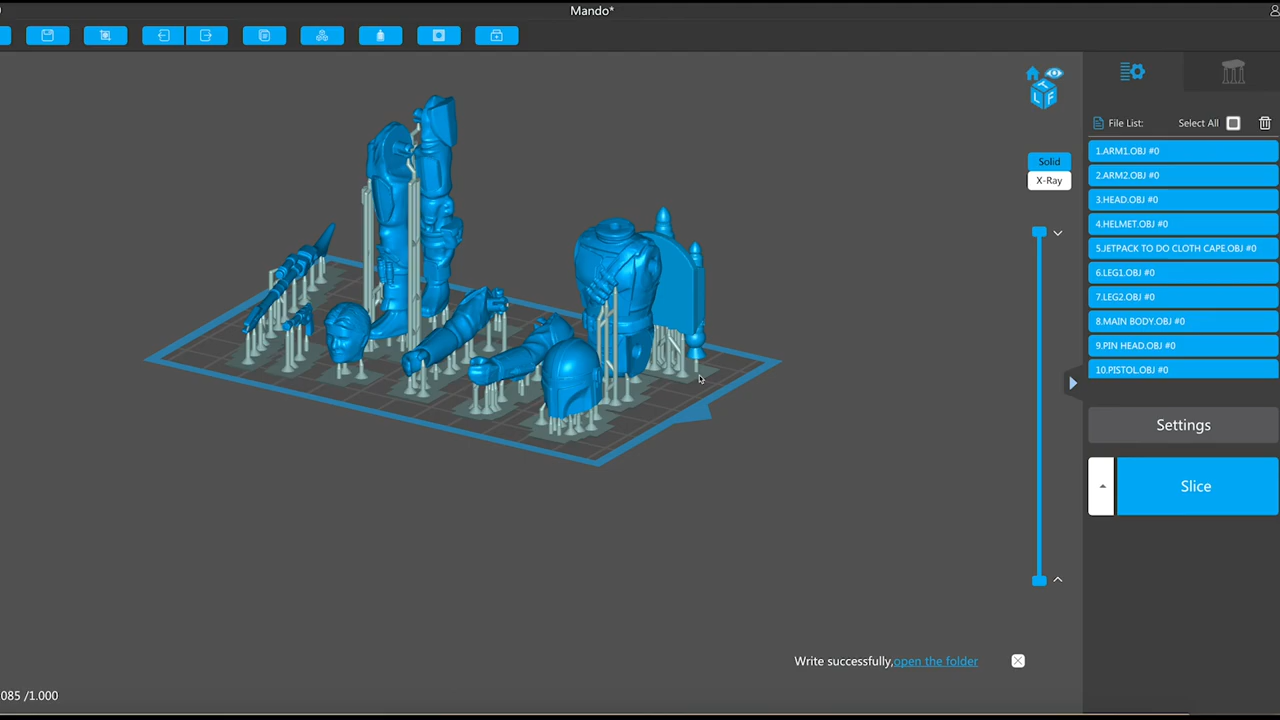 Mando*
T
L F
File List: Select All
1.ARM1.OBJ #0
2.ARM2.OBJ #0
3.HEAD.OBJ #0
4.HELMET.OBJ #0
5.JETPACK TO DO CLOTH CAPE.OBJ #0
6.LEG1.OBJ #0
7.LEG2.OBJ #0
8.MAIN BODY.OBJ #0
9.PIN HEAD.OBJ #0
10.PISTOL.OBJ #0
Solid
X-Ray
Settings
Slice
Write successfully,open the folder
085 /1.000